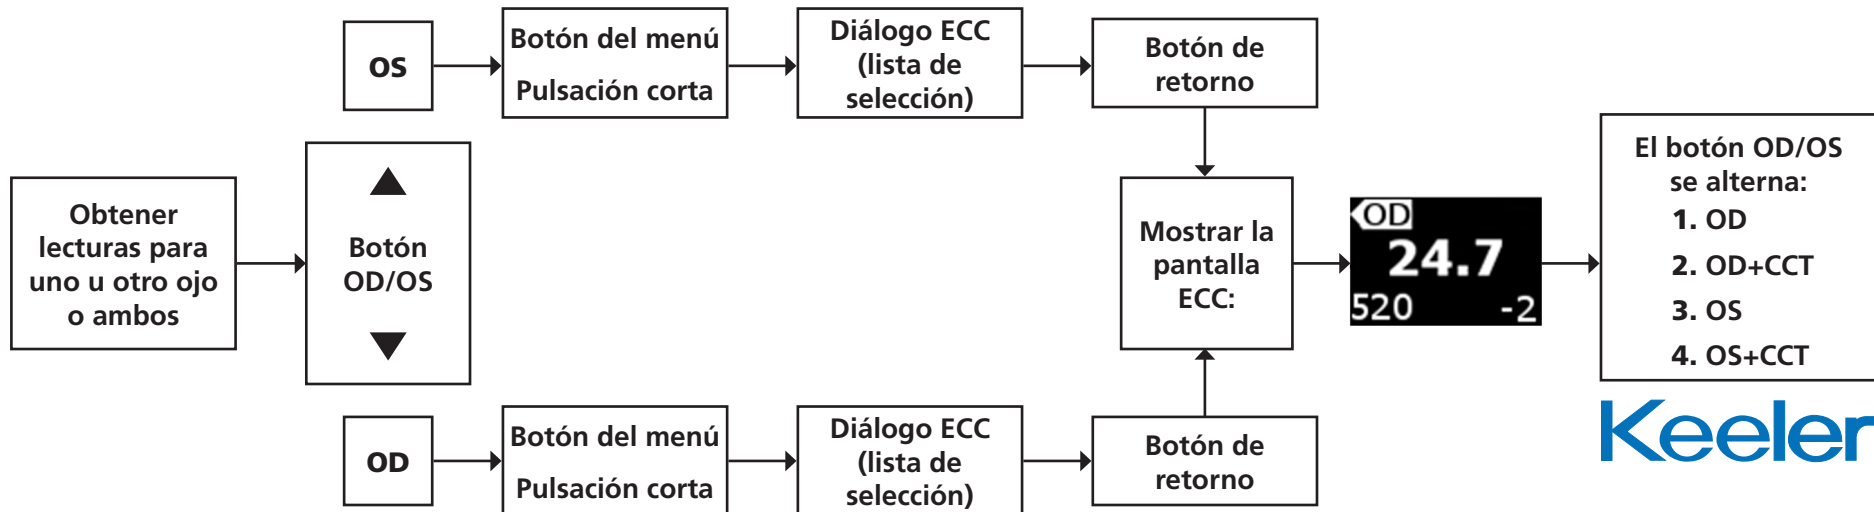 OS
Botón del menú
Pulsación corta
Diálogo ECC
(lista de
selección)
Botón de
retorno
Obtener
lecturas para
uno u otro ojo
o ambos
Botón
OD/OS
Mostrar la
pantalla
ECC:
OD
24.7
520 -2
El botón OD/OS
se alterna:
1. OD
2. OD+CCT
3. OS
4. OS+CCT
OD
Botón del menú
Pulsación corta
Diálogo ECC
(lista de
selección)
Botón de
retorno
Keeler